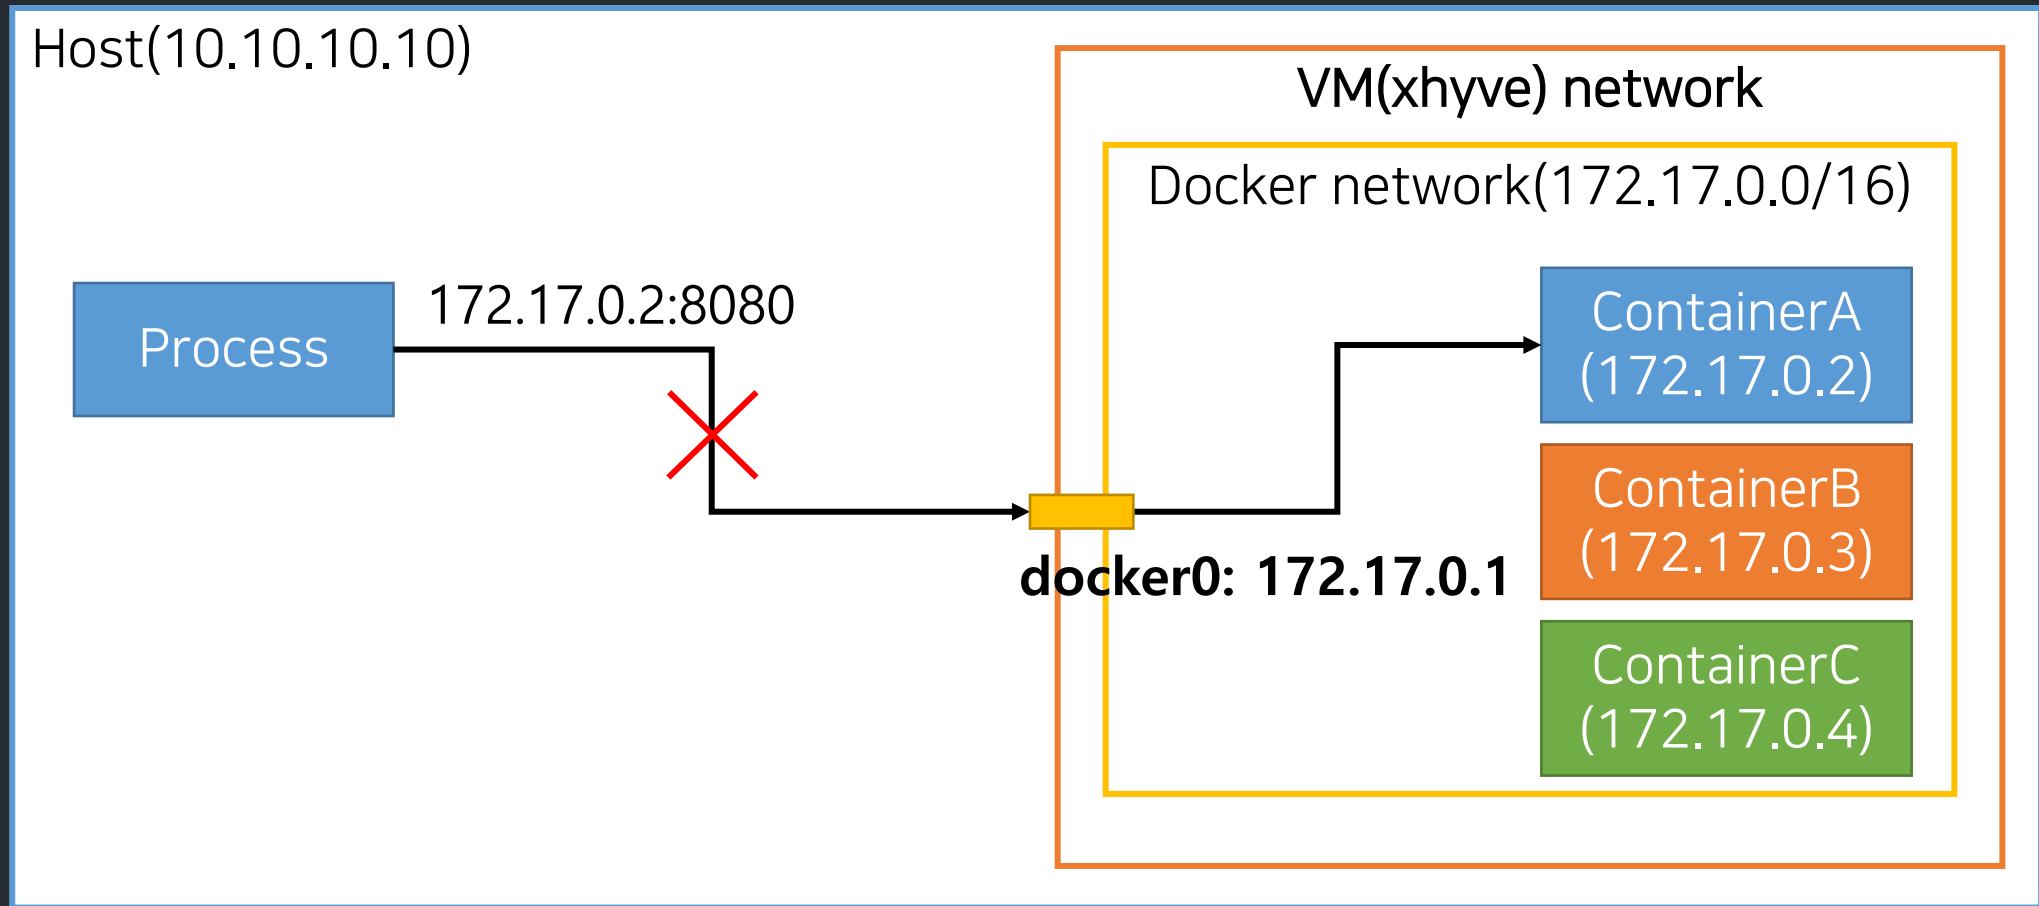 Host(10.10.10.10)
VM(xhyve) network
Docker network(172.17.0.0/16)
Process
172.17.0.2:8080
ContainerA
(172.17.0.2)
ContainerB
(172.17.0.3)
docker0: 172.17.0.1
ContainerC
(172.17.0.4)